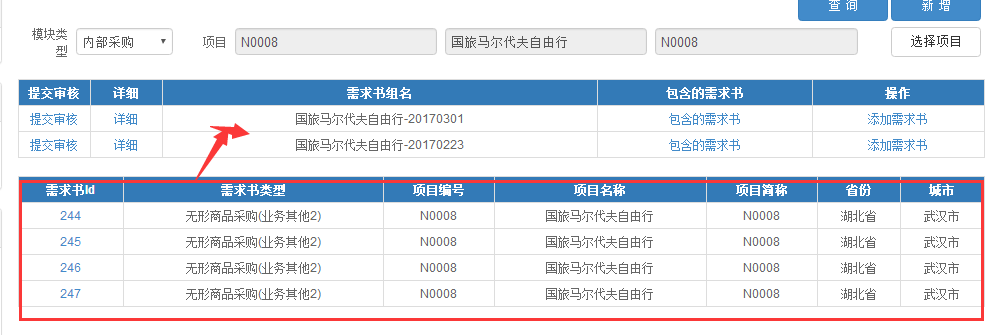 查 询 新 增
模块类型 内部采购 项目 N0008 国旅马尔代夫自由行 N0008 选择项目
提交审核 详细 需求书组名 包含的需求书 操作
提交审核 详细 国旅马尔代夫自由行-20170301 包含的需求书 添加需求书
提交审核 详细 国旅马尔代夫自由行-20170223 包含的需求书 添加需求书
需求书Id 需求书类型 项目编号 项目名称 项目简称 省份 城市
244 无形商品采购(业务其他2) N0008 国旅马尔代夫自由行 N0008 湖北省 武汉市
245 无形商品采购(业务其他2) N0008 国旅马尔代夫自由行 N0008 湖北省 武汉市
246 无形商品采购(业务其他2) N0008 国旅马尔代夫自由行 N0008 湖北省 武汉市
247 无形商品采购(业务其他2) N0008 国旅马尔代夫自由行 N0008 湖北省 武汉市